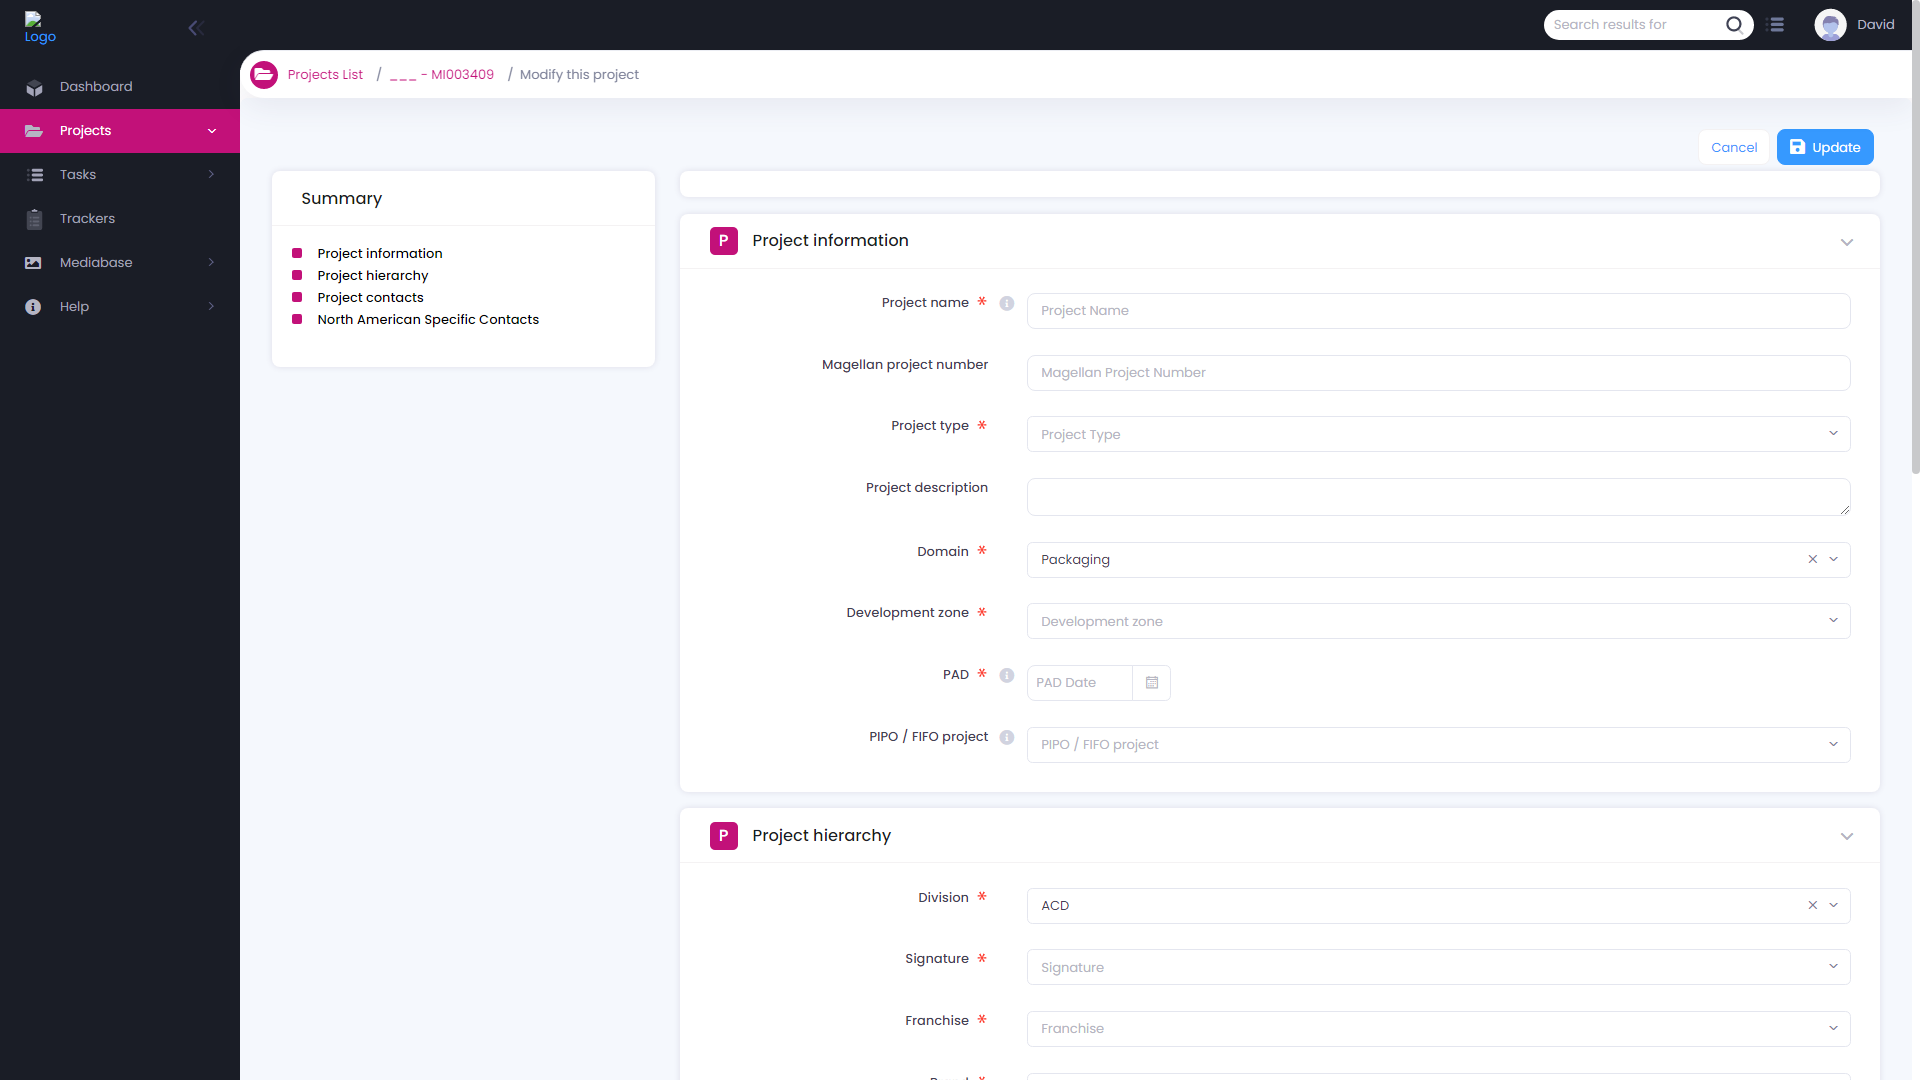 Logo
Dashboard
Projects
Tasks
Trackers
Mediabase
Help
Search results for
David
Projects List / ___ - MI003409 / Modify this project
Cancel
Update
Summary
Project information
Project hierarchy
Project contacts
North American Specific Contacts
P Project information
Project name *
Project Name
Magellan project number
Magellan Project Number
Project type *
Project Type
Project description
Domain *
Packaging
Development zone *
Development zone
PAD *
PAD Date
PIPO / FIFO project
PIPO / FIFO project
P Project hierarchy
Division *
ACD
Signature *
Signature
Franchise *
Franchise